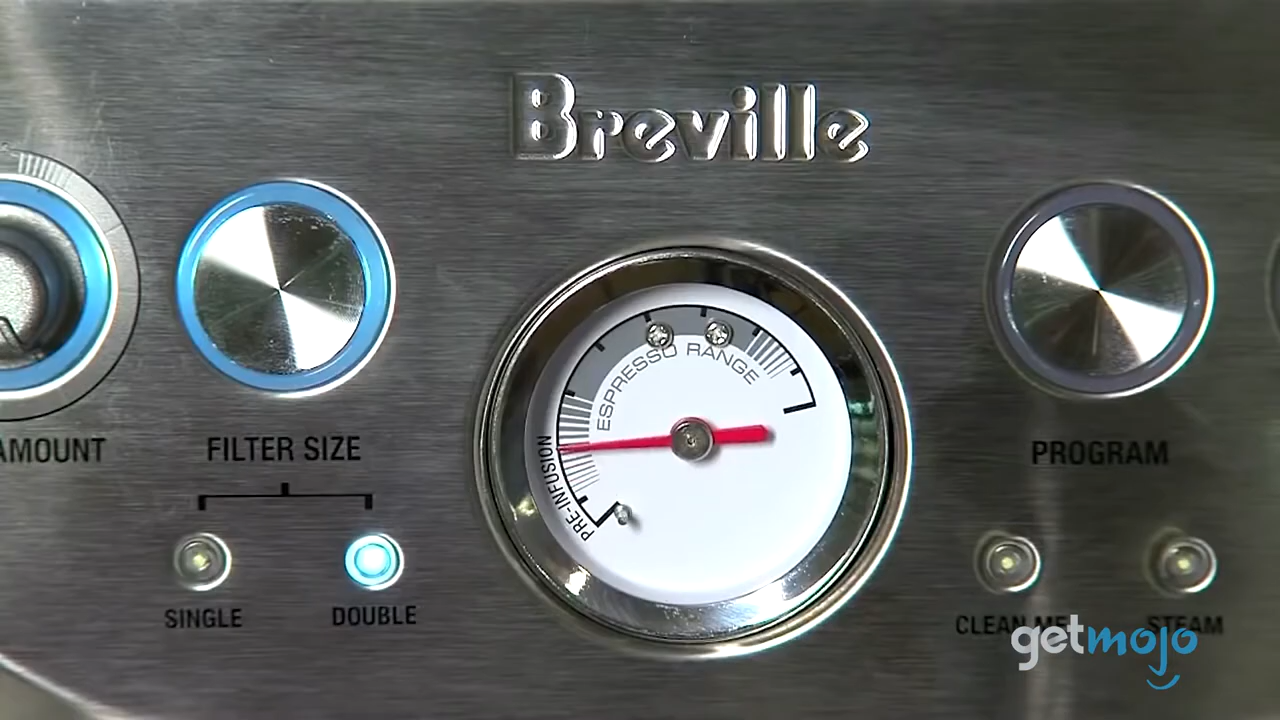 Breville
ESPRESSO RANGE
PRE-INFUSION
AMOUNT
FILTER SIZE
PROGRAM
SINGLE
DOUBLE
CLEAN ME
STEAM
getmojo